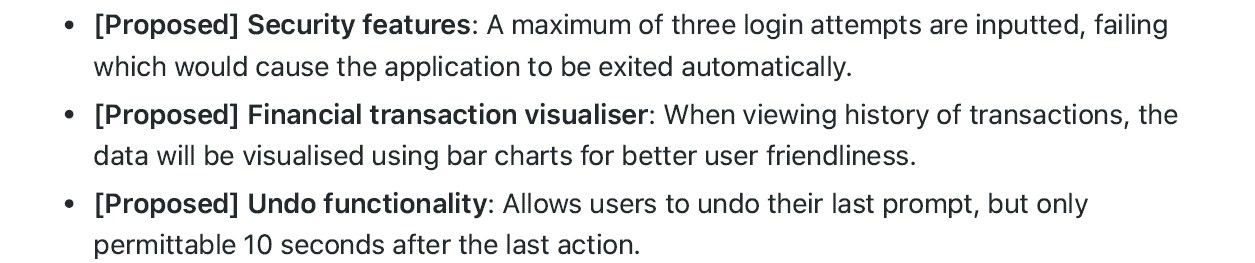 • [Proposed] Security features: A maximum of three login attempts are inputted, failing
which would cause the application to be exited automatically.
• [Proposed] Financial transaction visualiser: When viewing history of transactions, the
data will be visualised using bar charts for better user friendliness.
• [Proposed] Undo functionality: Allows users to undo their last prompt, but only
permittable 10 seconds after the last action.